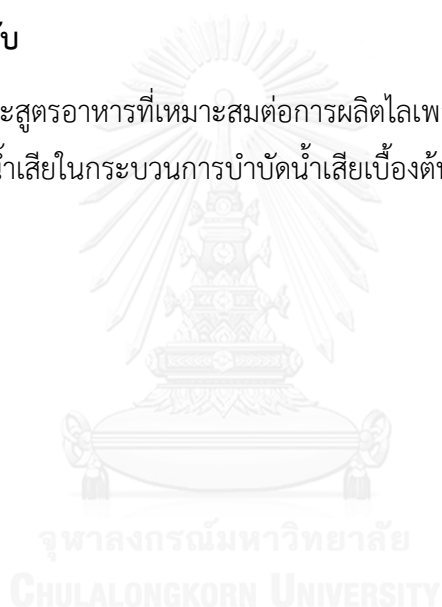 ับ
ะสูตรอาหารที่เหมาะสมต่อการผลิตไลเพ
น้ำเสียในกระบวนการบำบัดน้ำเสียเบื้องต้น
จุฬาลงกรณ์มหาวิทยาลัย
CHULALONGKORN UNIVERSITY